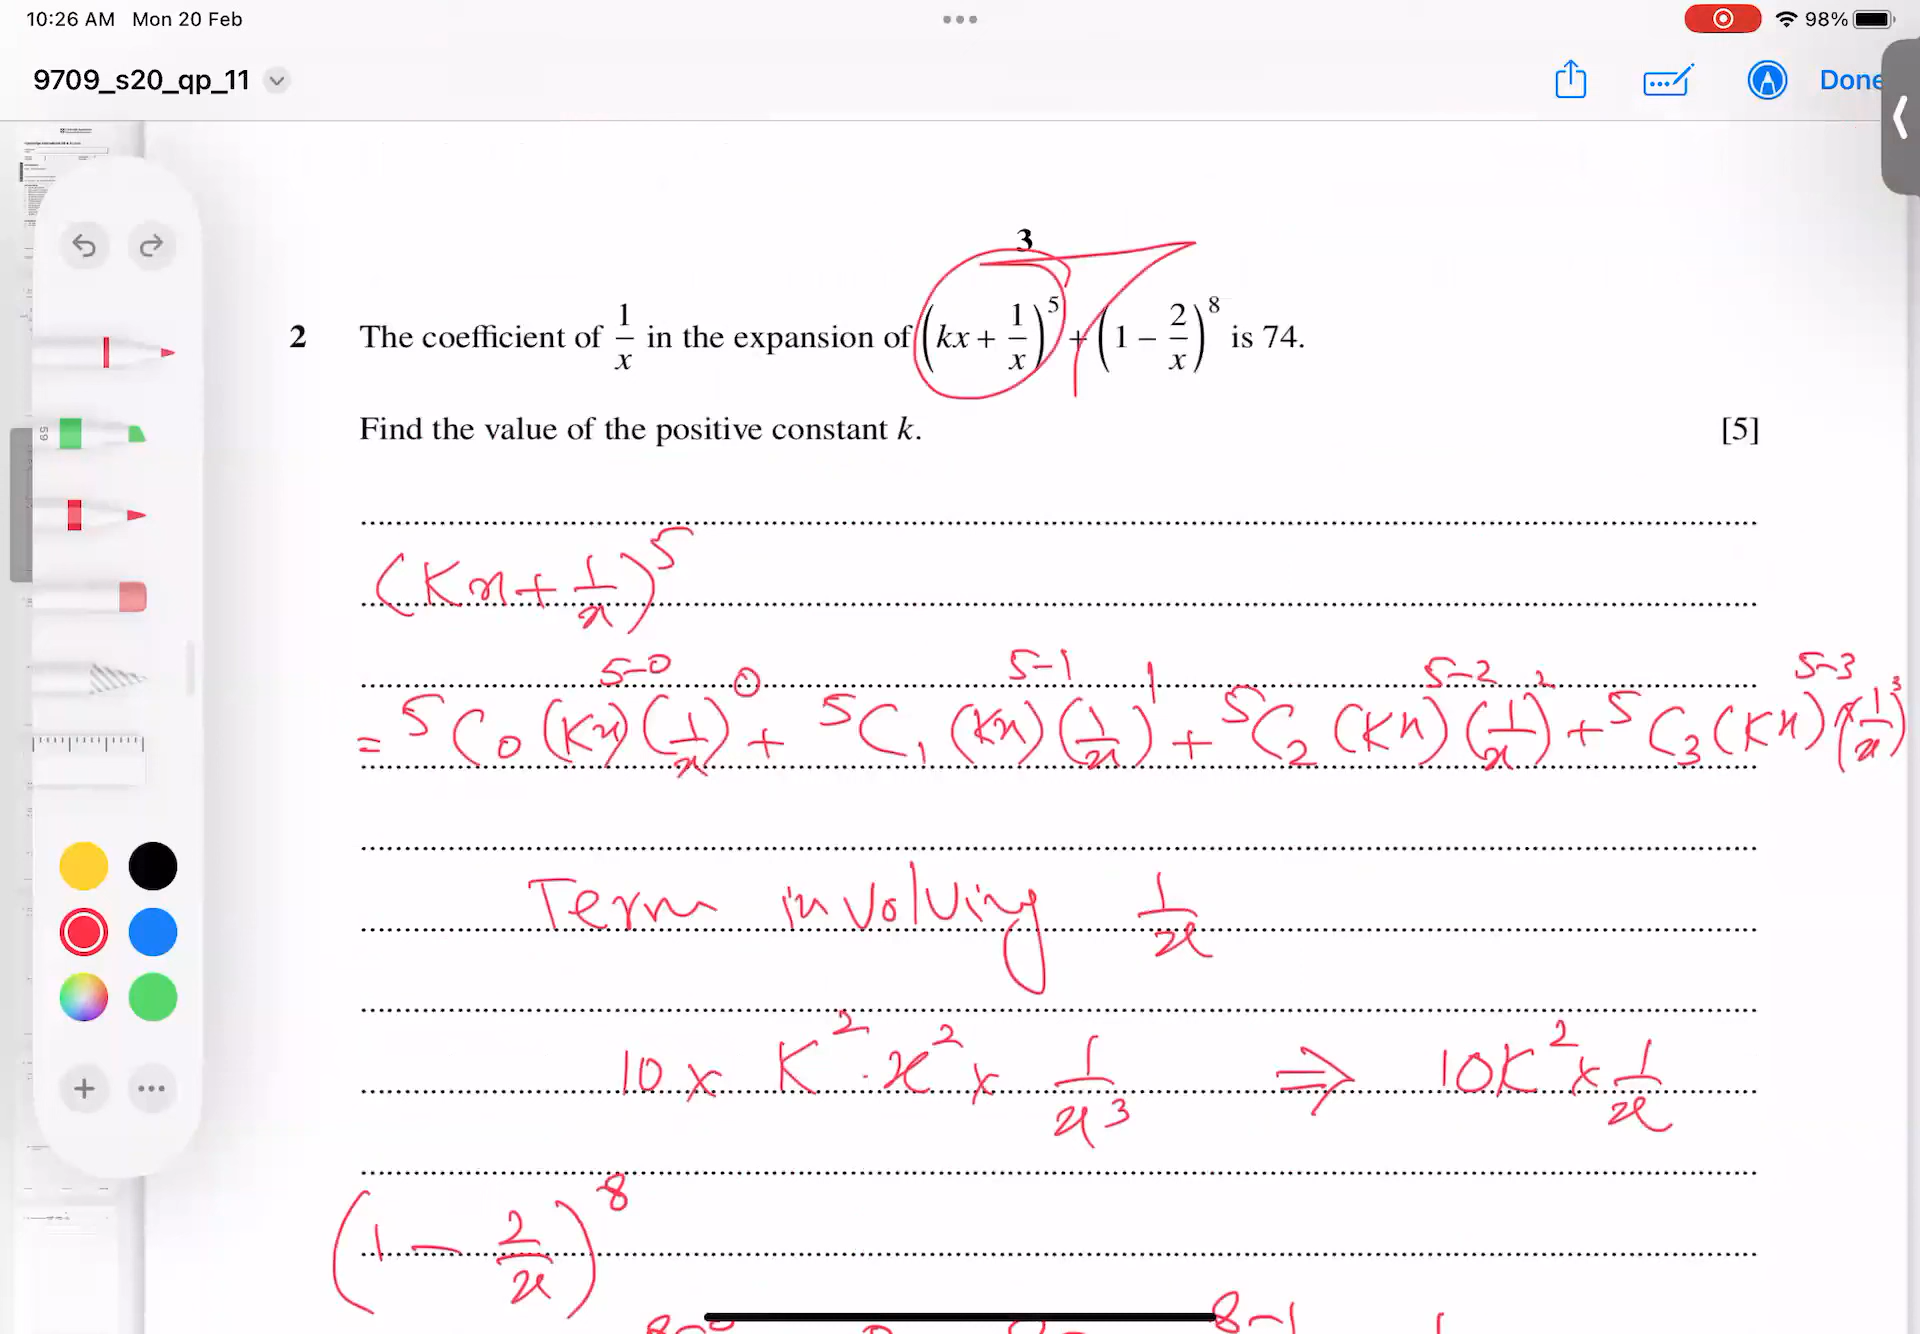 10:26 AM Mon 20 Feb
98%
9709_s20_qp_11
Done
3
2 The coefficient of 1/x in the expansion of (kx + 1/x)^5 + (1 − 2/x)^8 is 74.
Find the value of the positive constant k. [5]
59
(Kx + 1/x)^5
= 5C0 (Kx)^5-0 (1/x)^0 + 5C1 (Kx)^5-1 (1/x)^1 + 5C2 (Kx)^5-2 (1/x)^2 + 5C3 (Kx)^5-3 (1/x)^3
Term involving 1/x
10 × K^2 . x^2 × 1/x^3 ⇒ 10K^2 × 1/x
(1 − 2/x)^8
8-1